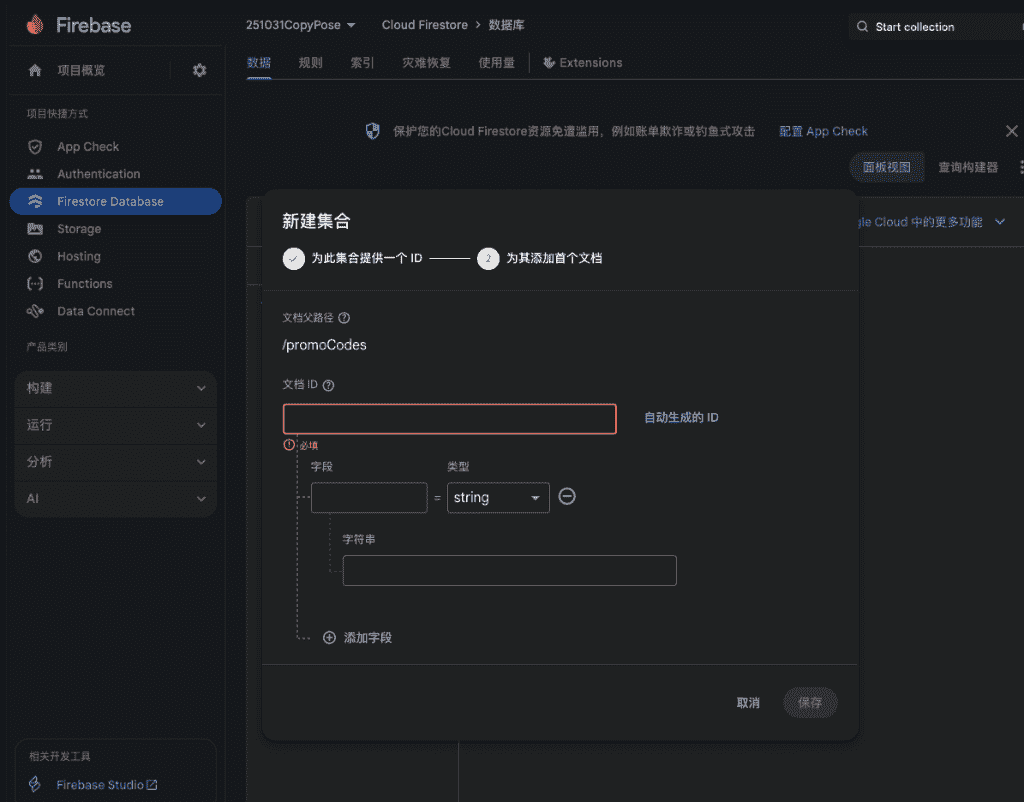 Firebase
251031CopyPose
Cloud Firestore > 数据库
Start collection
项目概览
数据 规则 索引 灾难恢复 使用量 Extensions
项目快捷方式
保护您的Cloud Firestore资源免遭滥用，例如账单欺诈或钓鱼式攻击 配置 App Check
App Check
Authentication
Firestore Database
Storage
Hosting
Functions
Data Connect
产品类别
构建
运行
分析
AI
相关开发工具
Firebase Studio
面板视图 查询构建器
gle Cloud 中的更多功能
新建集合
为此集合提供一个 ID 2 为其添加首个文档
文档父路径
/promoCodes
文档 ID
自动生成的 ID
必填
字段 类型
= string
字符串
添加字段
取消 保存